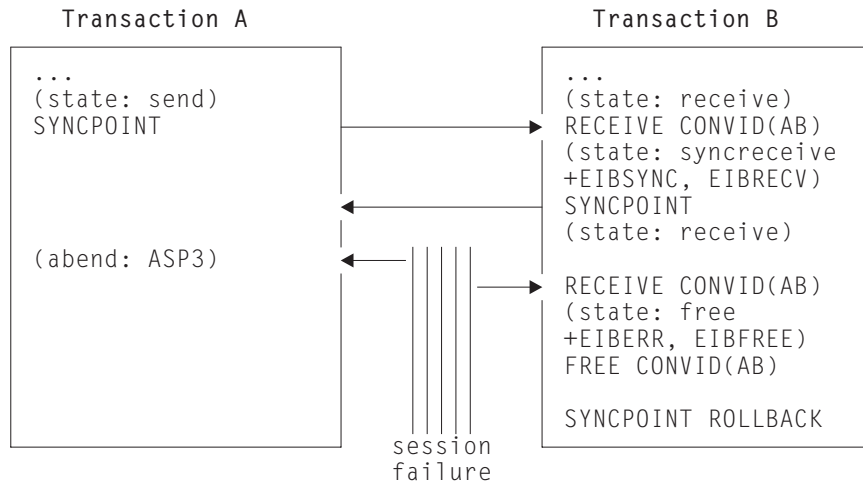 Transaction A
...
(state: send)
SYNCPOINT
(abend: ASP3)
Transaction B
...
(state: receive)
RECEIVE CONVID(AB)
(state: syncreceive
+EIBSYNC, EIBRECV)
SYNCPOINT
(state: receive)
RECEIVE CONVID(AB)
(state: free
+EIBERR, EIBFREE)
FREE CONVID(AB)
SYNCPOINT ROLLBACK
session
failure